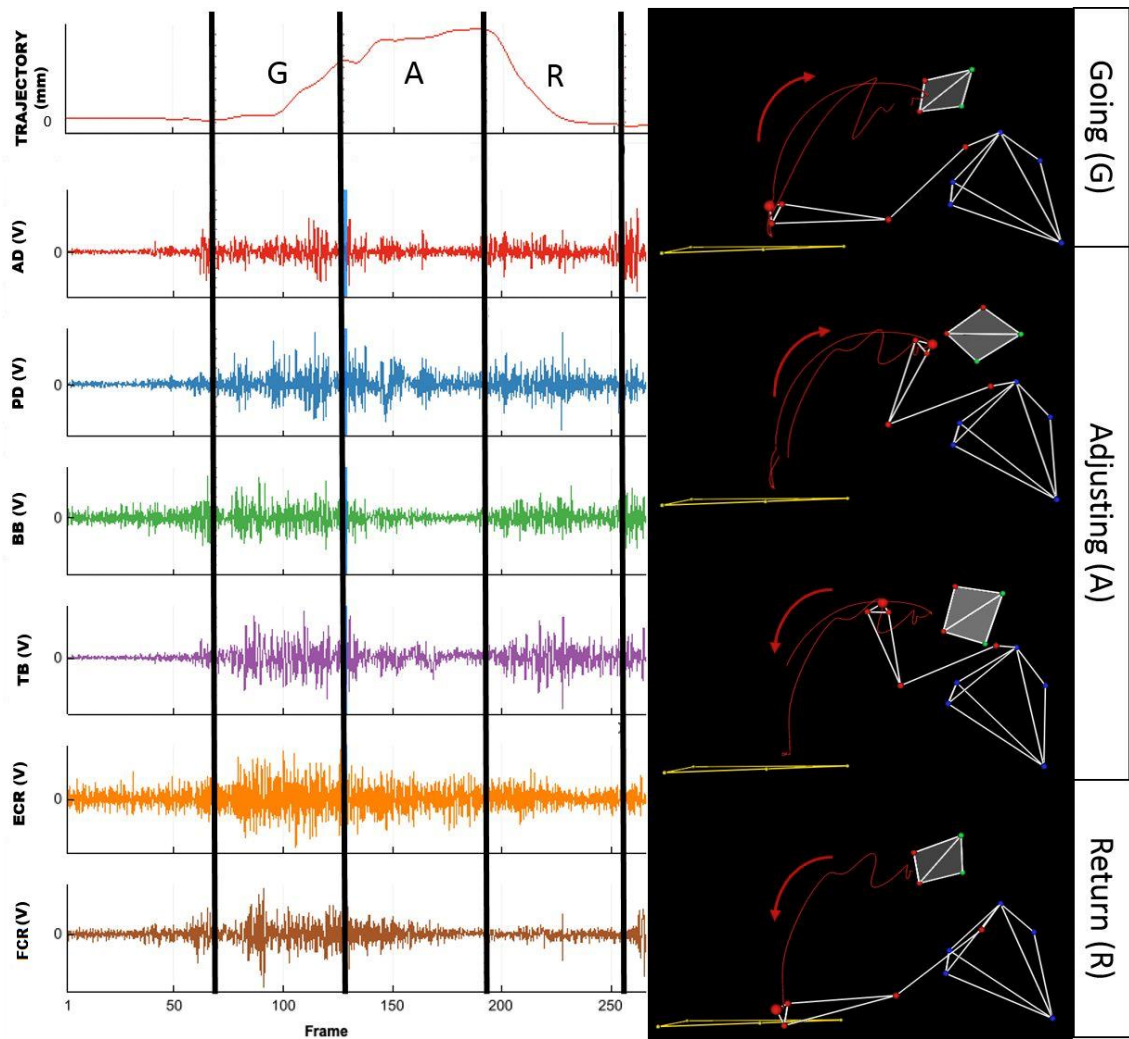 TRAJECTORY
(mm)
0
G
A
R
AD (V)
0
PD (V)
0
BB (V)
0
TB (V)
0
ECR (V)
0
FCR (V)
0
1 50 100 150 200 250
Frame
Going (G)
Adjusting (A)
Return (R)